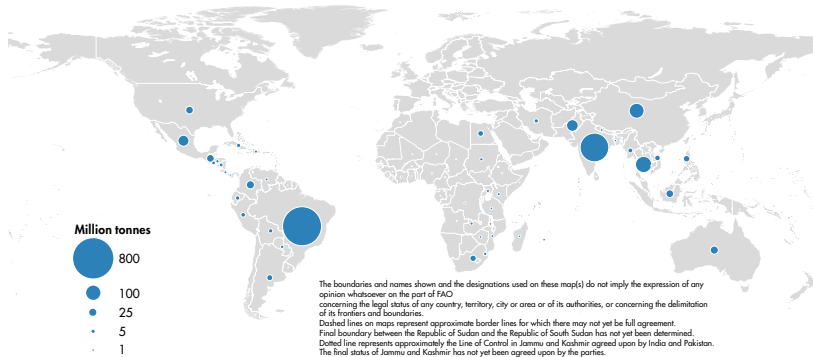 Million tonnes
800
100
25
5
1
The boundaries and names shown and the designations used on these map(s) do not imply the expression of any
opinion whatsoever on the part of FAO
concerning the legal status of any country, territory, city or area or of its authorities, or concerning the delimitation
of its frontiers and boundaries.
Dashed lines on maps represent approximate border lines for which there may not yet be full agreement.
Final boundary between the Republic of Sudan and the Republic of South Sudan has not yet been determined.
Dotted line represents approximately the Line of Control in Jammu and Kashmir agreed upon by India and Pakistan.
The final status of Jammu and Kashmir has not yet been agreed upon by the parties.